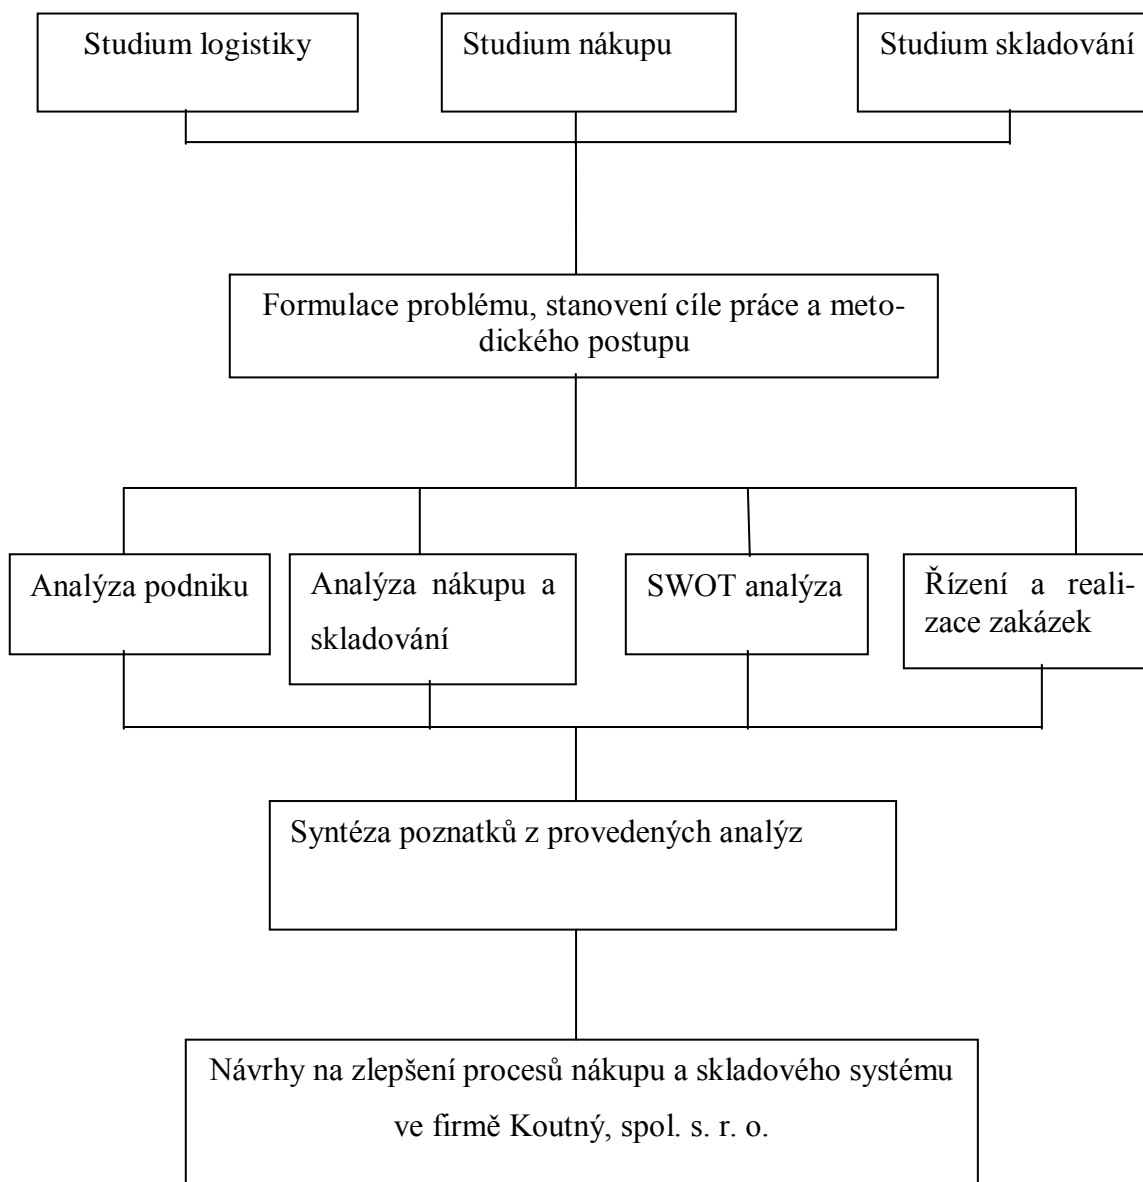 Studium logistiky
Studium nákupu
Studium skladování
Formulace problému, stanovení cíle práce a meto-
dického postupu
Analýza podniku
Analýza nákupu a
skladování
SWOT analýza
Řízení a reali-
zace zakázek
Syntéza poznatků z provedených analýz
Návrhy na zlepšení procesů nákupu a skladového systému
ve firmě Koutný, spol. s. r. o.